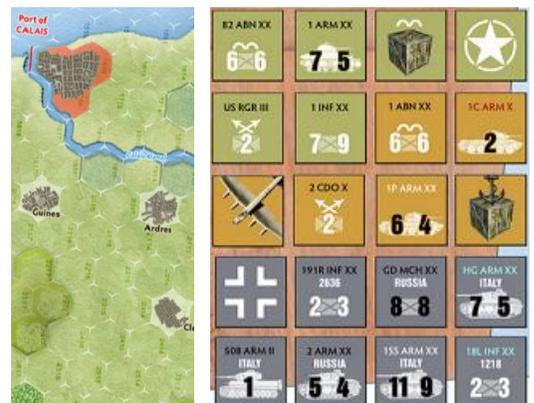 Port of
CALAIS
Guines
Ardres
82 ABN XX
6 6
1 ARM XX
7 5
US RGR III
2
1 INF XX
7 9
1 ABN XX
6 6
1C ARM X
2
2 CDO X
2
1P ARM XX
6 4
191R INF XX
2636
2 3
GD MCH XX
RUSSIA
8 8
HG ARM XX
ITALY
7 5
508 ARM II
ITALY
1
2 ARM XX
RUSSIA
5 4
1SS ARM XX
ITALY
11 9
18L INF XX
1218
2 3